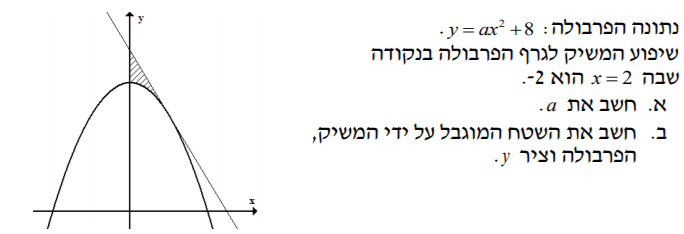 נתונה הפרבולה: y = ax² + 8.
שיפוע המשיק לגרף הפרבולה בנקודה
שבה x = 2 הוא 2-.
א. חשב את a.
ב. חשב את השטח המוגבל על ידי המשיק,
הפרבולה וציר y.
y
x